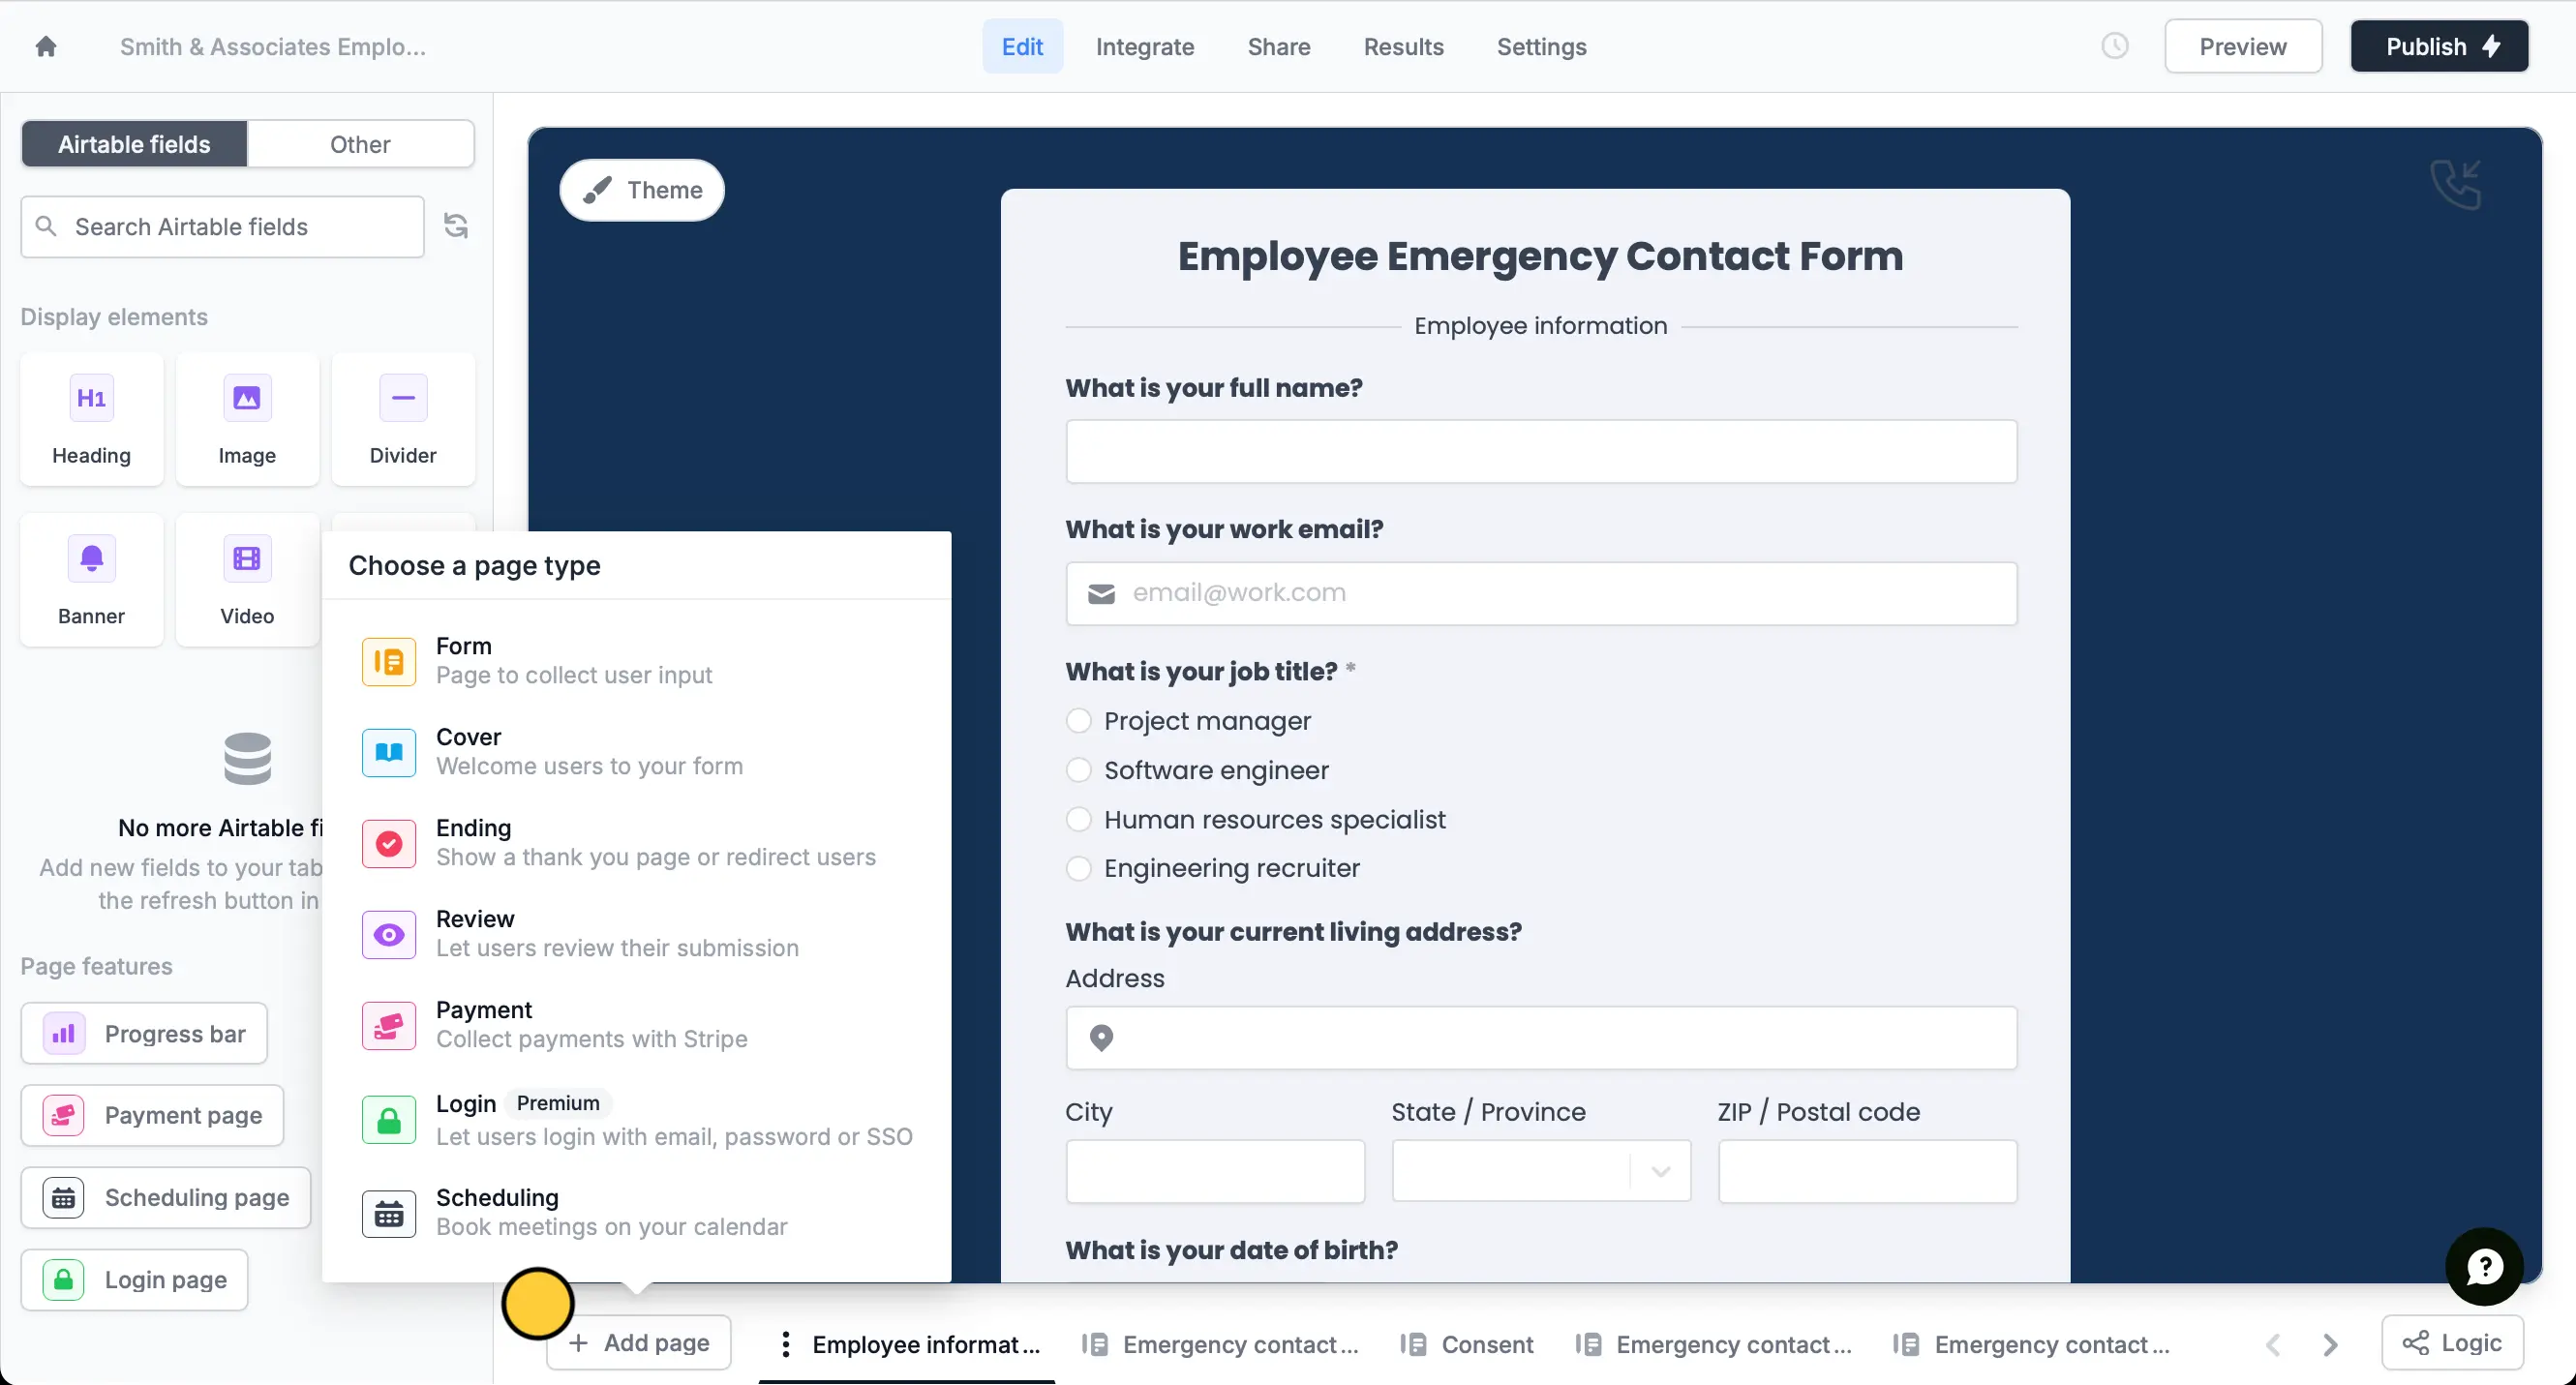 Smith & Associates Emplo...
Edit
Integrate
Share
Results
Settings
Preview
Publish
Airtable fields
Other
Search Airtable fields
Display elements
H1
Heading
Image
Divider
Banner
Video
No more Airtable fi
Add new fields to your tab
the refresh button in
Page features
Progress bar
Payment page
Scheduling page
Login page
Choose a page type
Form
Page to collect user input
Cover
Welcome users to your form
Ending
Show a thank you page or redirect users
Review
Let users review their submission
Payment
Collect payments with Stripe
Login Premium
Let users login with email, password or SSO
Scheduling
Book meetings on your calendar
Theme
Employee Emergency Contact Form
Employee information
What is your full name?
What is your work email?
email@work.com
What is your job title? *
Project manager
Software engineer
Human resources specialist
Engineering recruiter
What is your current living address?
Address
City
State / Province
ZIP / Postal code
What is your date of birth?
+ Add page
Employee informat...
Emergency contact...
Consent
Emergency contact...
Emergency contact...
Logic